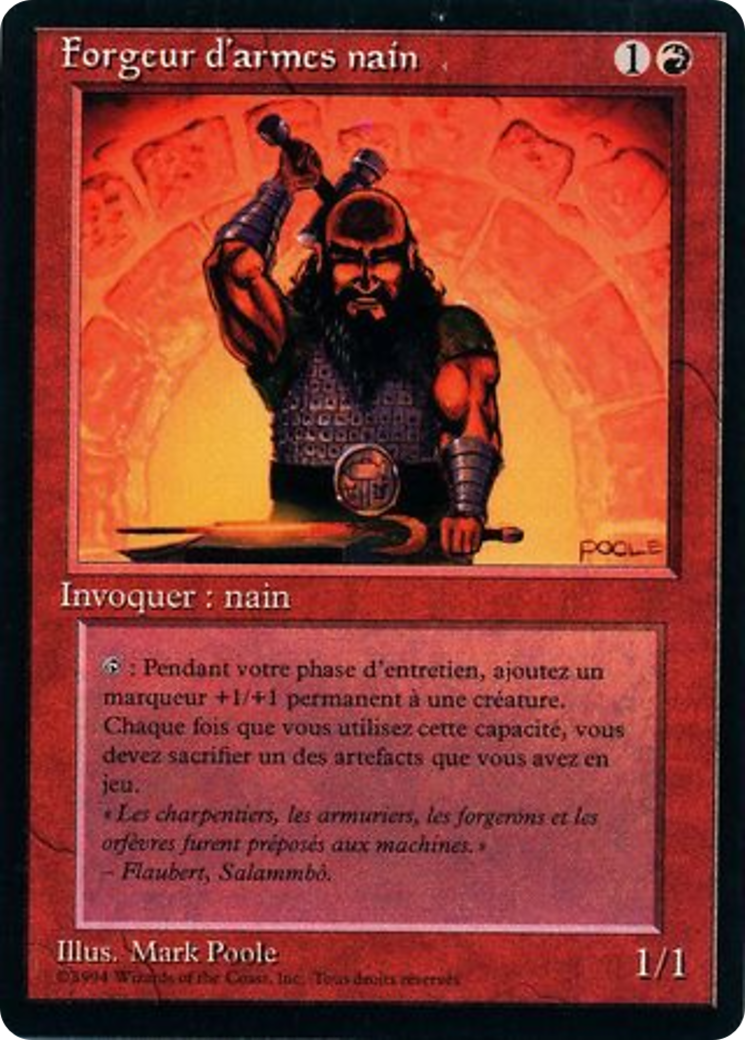 Forgeur d'armes nain
1
POOLE
Invoquer : nain
: Pendant votre phase d'entretien, ajoutez un
marqueur +1/+1 permanent à une créature.
Chaque fois que vous utilisez cette capacité, vous
devez sacrifier un des artefacts que vous avez en
jeu.
« Les charpentiers, les armuriers, les forgerons et les
orfèvres furent préposés aux machines. »
– Flaubert, Salammbô.
Illus. Mark Poole
1/1
©1994 Wizards of the Coast, Inc. Tous droits réservés